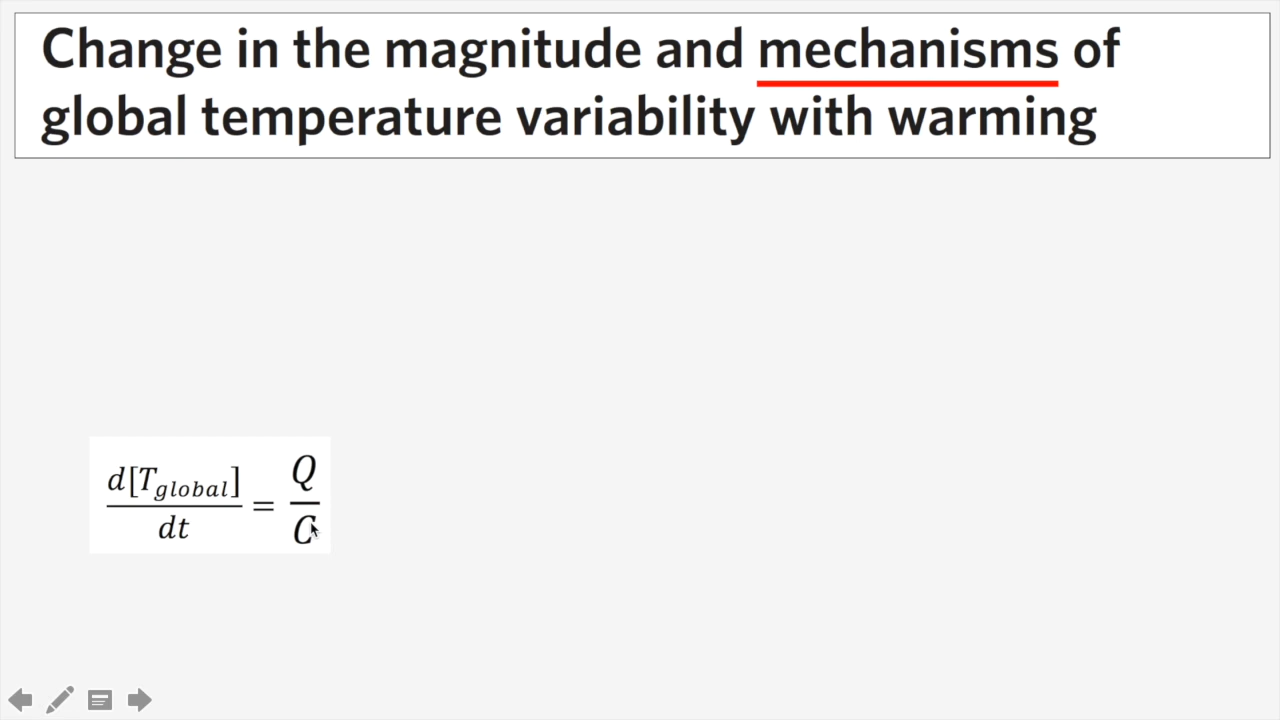 Change in the magnitude and mechanisms of
global temperature variability with warming
d[T_global]/dt = Q/C